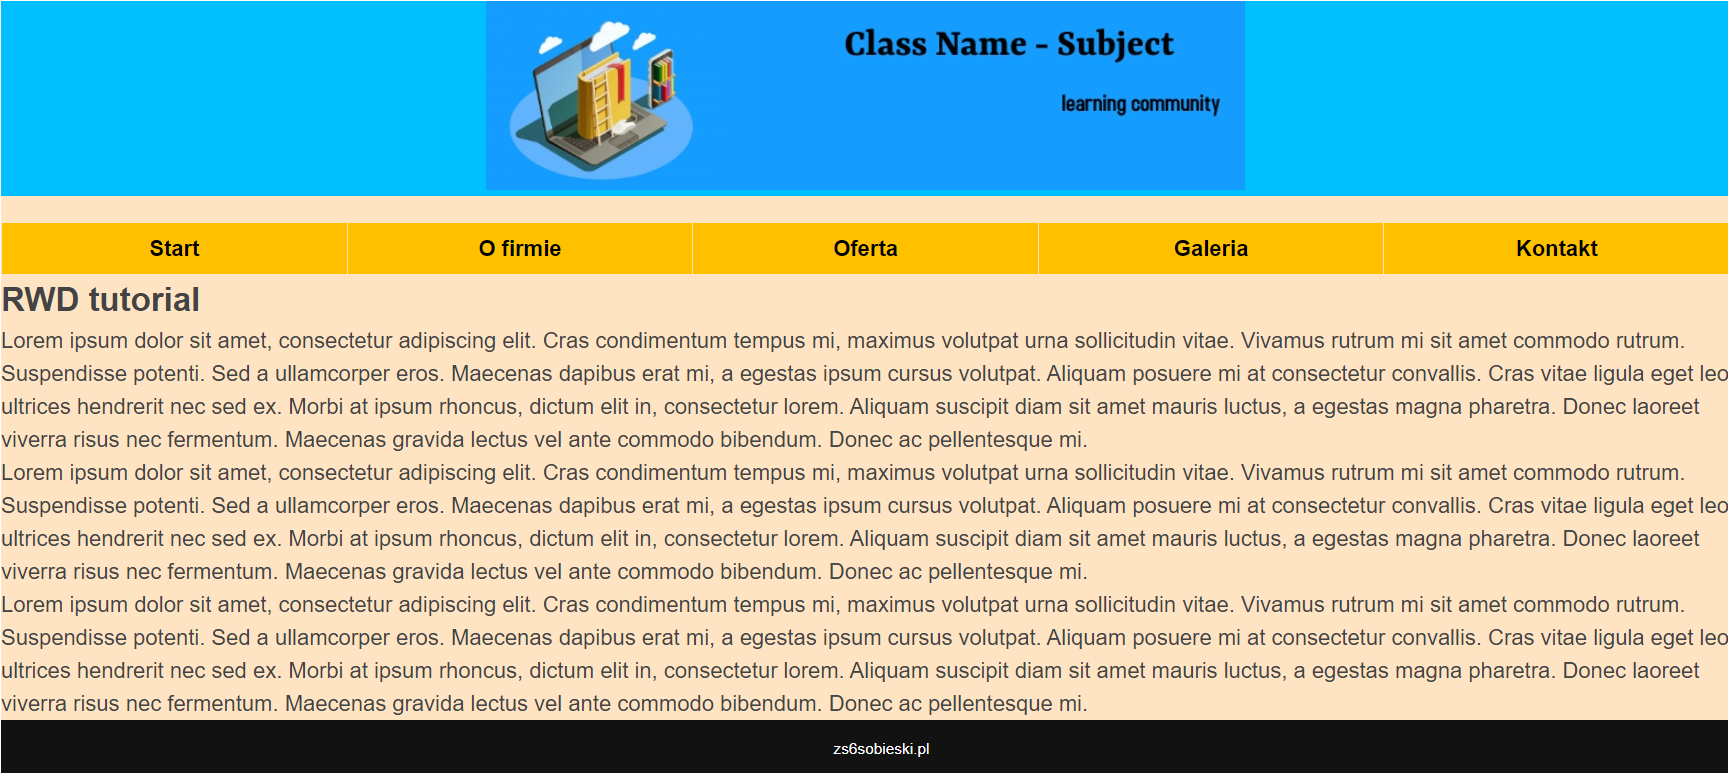 Class Name - Subject
learning community
Start O firmie Oferta Galeria Kontakt
RWD tutorial
Lorem ipsum dolor sit amet, consectetur adipiscing elit. Cras condimentum tempus mi, maximus volutpat urna sollicitudin vitae. Vivamus rutrum mi sit amet commodo rutrum.
Suspendisse potenti. Sed a ullamcorper eros. Maecenas dapibus erat mi, a egestas ipsum cursus volutpat. Aliquam posuere mi at consectetur convallis. Cras vitae ligula eget leo
ultrices hendrerit nec sed ex. Morbi at ipsum rhoncus, dictum elit in, consectetur lorem. Aliquam suscipit diam sit amet mauris luctus, a egestas magna pharetra. Donec laoreet
viverra risus nec fermentum. Maecenas gravida lectus vel ante commodo bibendum. Donec ac pellentesque mi.
Lorem ipsum dolor sit amet, consectetur adipiscing elit. Cras condimentum tempus mi, maximus volutpat urna sollicitudin vitae. Vivamus rutrum mi sit amet commodo rutrum.
Suspendisse potenti. Sed a ullamcorper eros. Maecenas dapibus erat mi, a egestas ipsum cursus volutpat. Aliquam posuere mi at consectetur convallis. Cras vitae ligula eget leo
ultrices hendrerit nec sed ex. Morbi at ipsum rhoncus, dictum elit in, consectetur lorem. Aliquam suscipit diam sit amet mauris luctus, a egestas magna pharetra. Donec laoreet
viverra risus nec fermentum. Maecenas gravida lectus vel ante commodo bibendum. Donec ac pellentesque mi.
Lorem ipsum dolor sit amet, consectetur adipiscing elit. Cras condimentum tempus mi, maximus volutpat urna sollicitudin vitae. Vivamus rutrum mi sit amet commodo rutrum.
Suspendisse potenti. Sed a ullamcorper eros. Maecenas dapibus erat mi, a egestas ipsum cursus volutpat. Aliquam posuere mi at consectetur convallis. Cras vitae ligula eget leo
ultrices hendrerit nec sed ex. Morbi at ipsum rhoncus, dictum elit in, consectetur lorem. Aliquam suscipit diam sit amet mauris luctus, a egestas magna pharetra. Donec laoreet
viverra risus nec fermentum. Maecenas gravida lectus vel ante commodo bibendum. Donec ac pellentesque mi.
zs6sobieski.pl